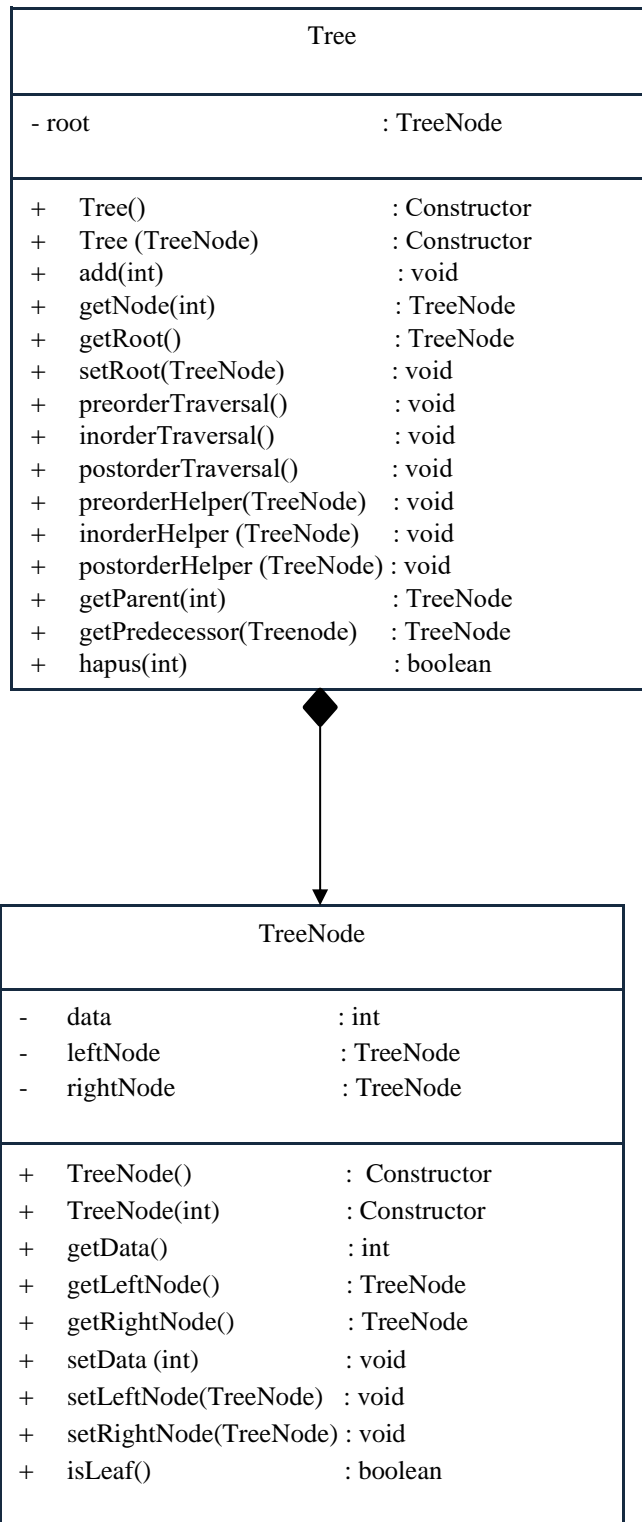 Tree
- root : TreeNode
+ Tree() : Constructor
+ Tree (TreeNode) : Constructor
+ add(int) : void
+ getNode(int) : TreeNode
+ getRoot() : TreeNode
+ setRoot(TreeNode) : void
+ preorderTraversal() : void
+ inorderTraversal() : void
+ postorderTraversal() : void
+ preorderHelper(TreeNode) : void
+ inorderHelper (TreeNode) : void
+ postorderHelper (TreeNode) : void
+ getParent(int) : TreeNode
+ getPredecessor(Treenode) : TreeNode
+ hapus(int) : boolean
TreeNode
- data : int
- leftNode : TreeNode
- rightNode : TreeNode
+ TreeNode() : Constructor
+ TreeNode(int) : Constructor
+ getData() : int
+ getLeftNode() : TreeNode
+ getRightNode() : TreeNode
+ setData (int) : void
+ setLeftNode(TreeNode) : void
+ setRightNode(TreeNode) : void
+ isLeaf() : boolean